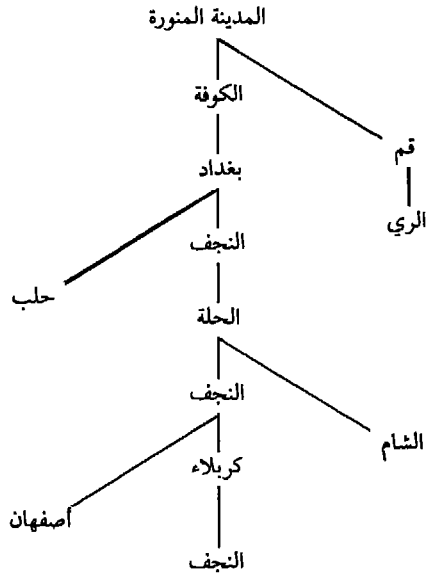 المدينة المنورة
الكوفة
قم
بغداد
الري
النجف
حلب
الحلة
النجف
الشام
كربلاء
أصفهان
النجف